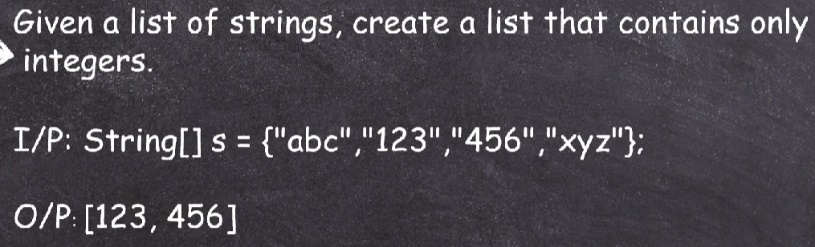 Given a list of strings, create a list that contains only
integers.
I/P: String[] s = {"abc","123","456","xyz"};
O/P: [123, 456]